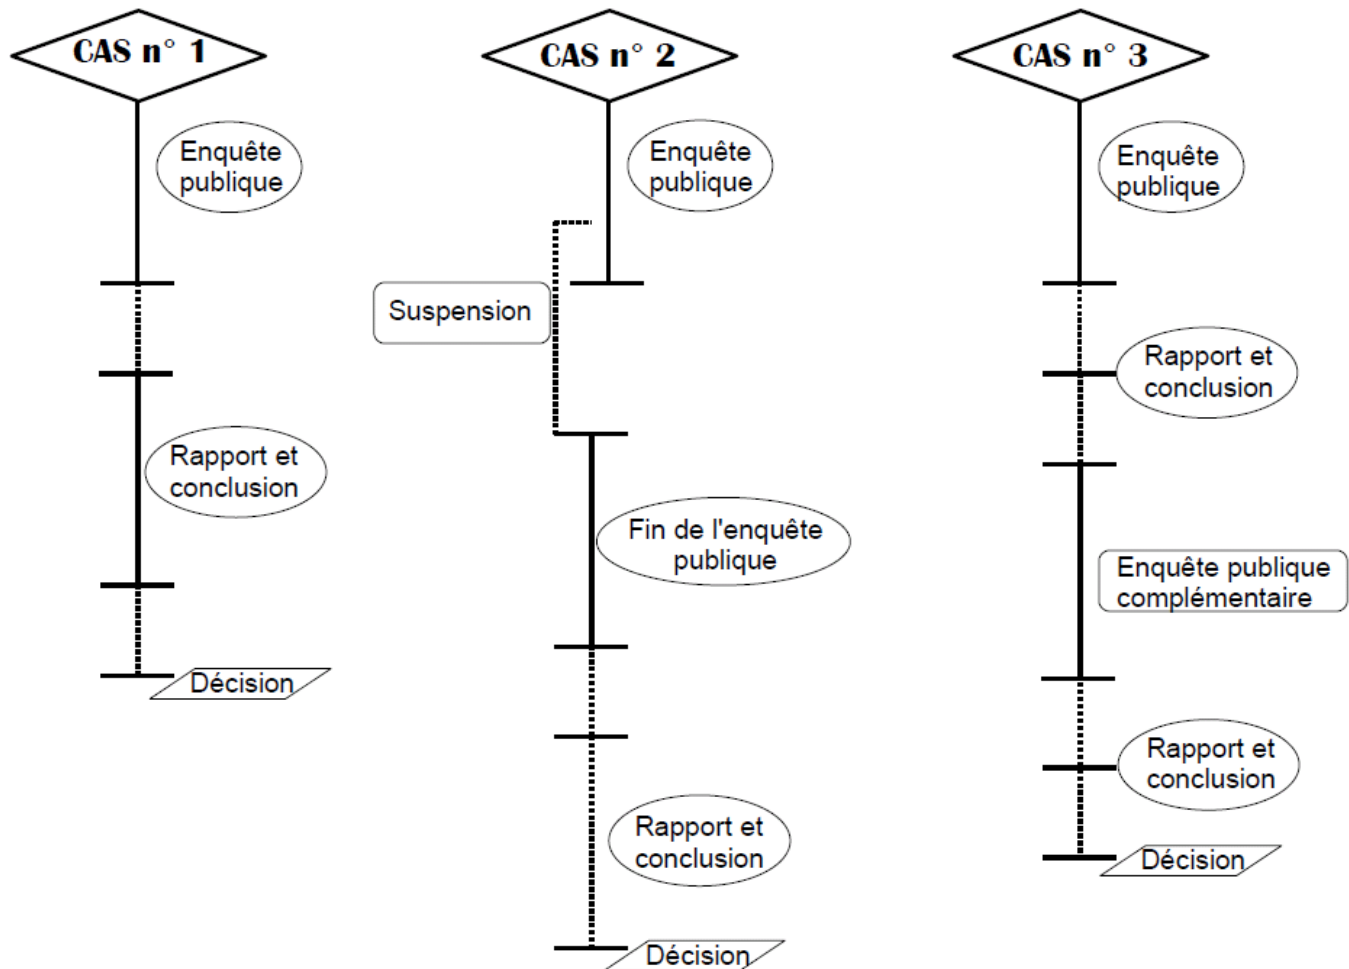 CAS n° 1
Enquête
publique
Rapport et
conclusion
Décision
CAS n° 2
Enquête
publique
Suspension
Fin de l'enquête
publique
Rapport et
conclusion
Décision
CAS n° 3
Enquête
publique
Rapport et
conclusion
Enquête publique
complémentaire
Rapport et
conclusion
Décision